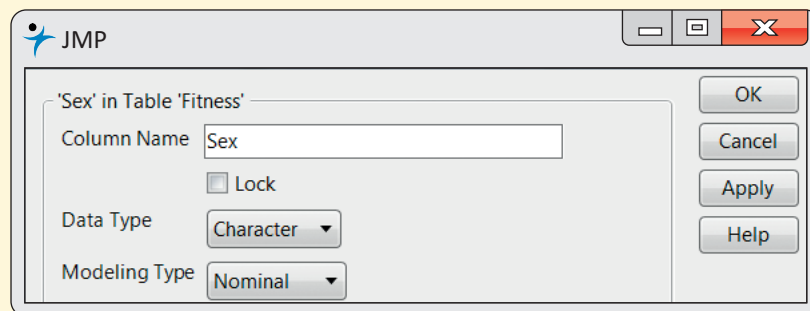 JMP
'Sex' in Table 'Fitness'
Column Name Sex
Lock
Data Type Character
Modeling Type Nominal
OK
Cancel
Apply
Help